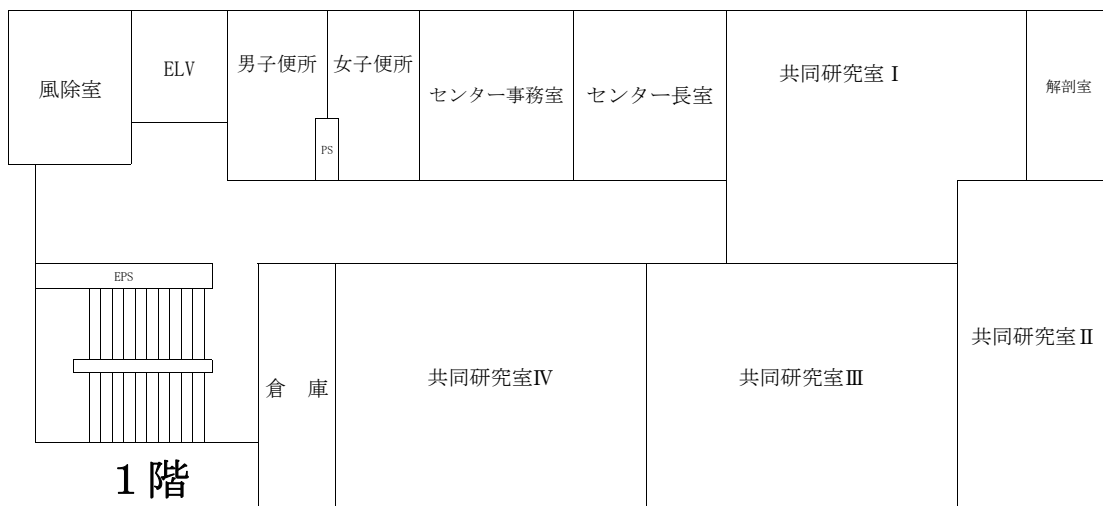 風除室
ELV
男子便所
女子便所
PS
センター事務室
センター長室
共同研究室Ⅰ
解剖室
EPS
倉　庫
共同研究室Ⅳ
共同研究室Ⅲ
共同研究室Ⅱ
１階